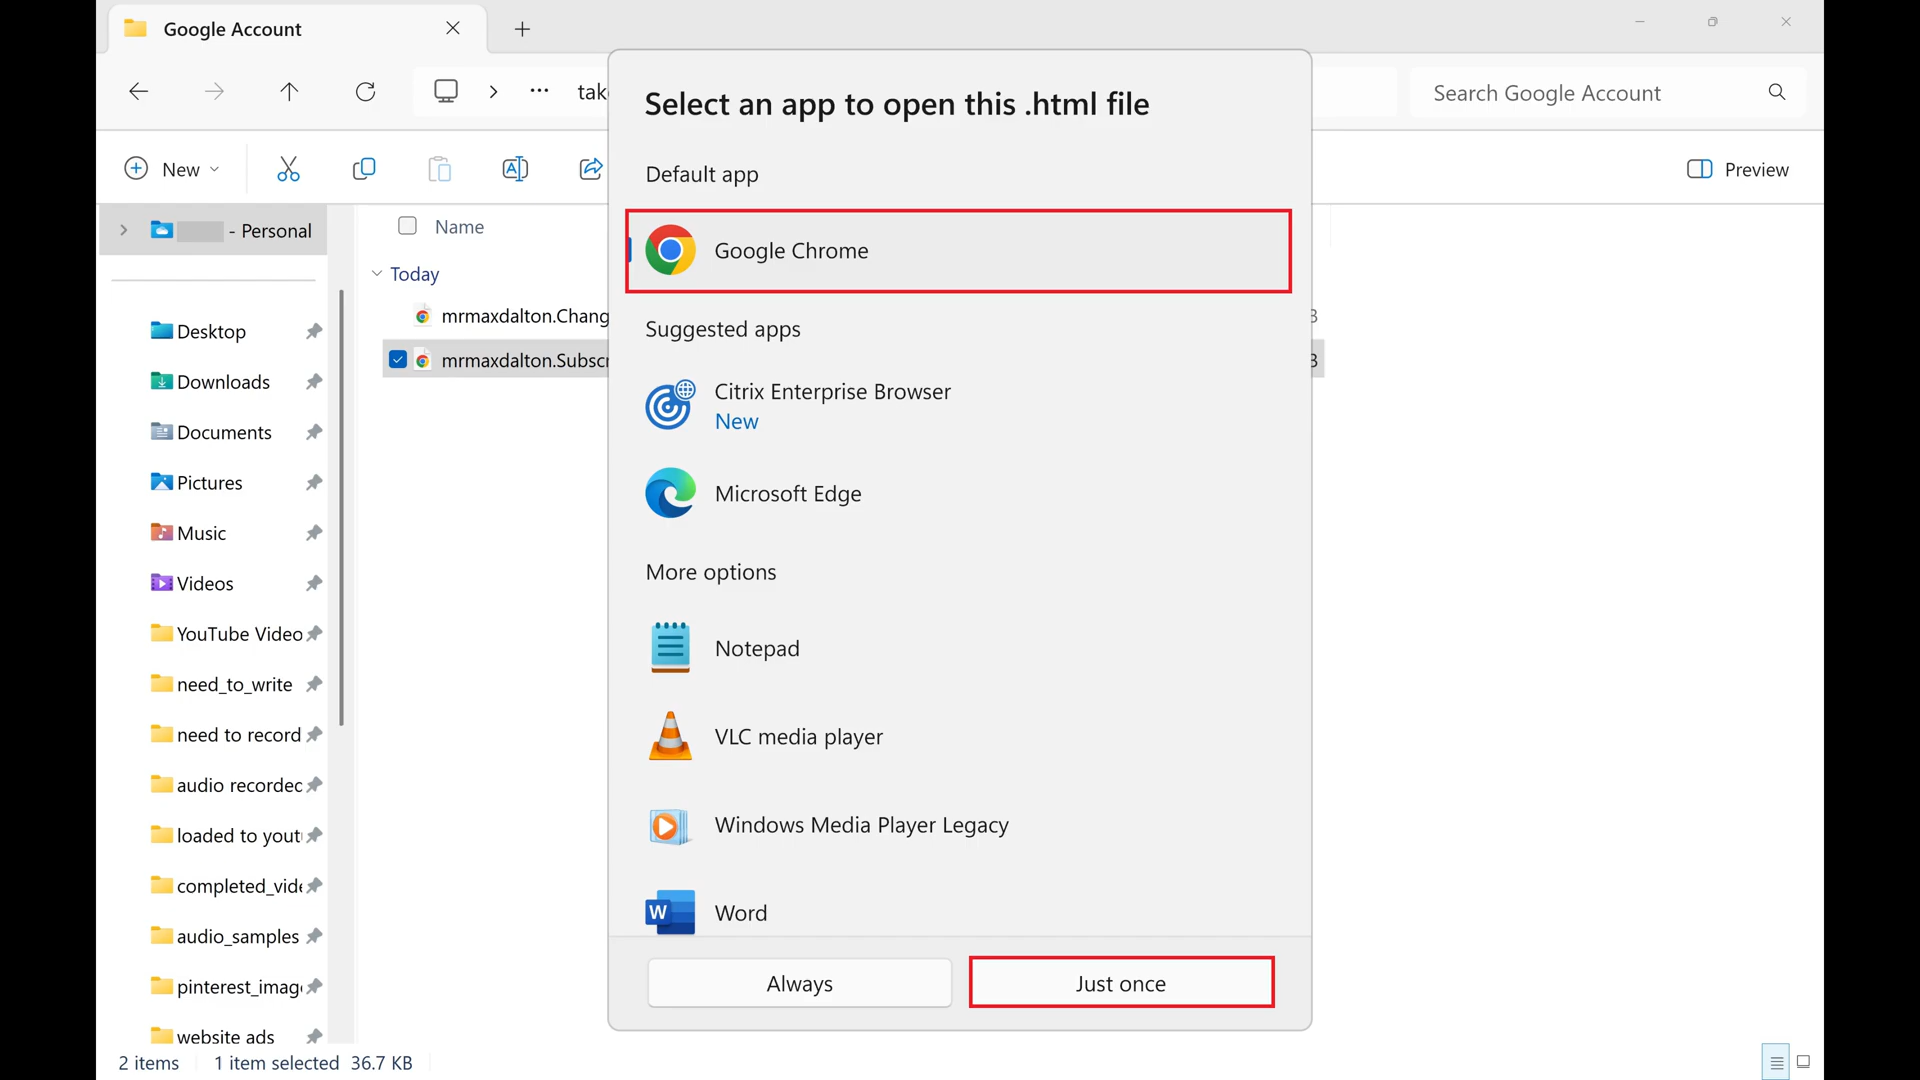 Google Account
tak
Search Google Account
New
Preview
- Personal
Desktop
Downloads
Documents
Pictures
Music
Videos
YouTube Video
need_to_write
need to record
audio recordec
loaded to yout
completed_vid
audio_samples
pinterest_imag
website ads
Name
Today
mrmaxdalton.Chang
mrmaxdalton.Subscr
Select an app to open this .html file
Default app
Google Chrome
Suggested apps
Citrix Enterprise Browser
New
Microsoft Edge
More options
Notepad
VLC media player
Windows Media Player Legacy
W
Word
Always
Just once
2 items
1 item selected 36.7 KB